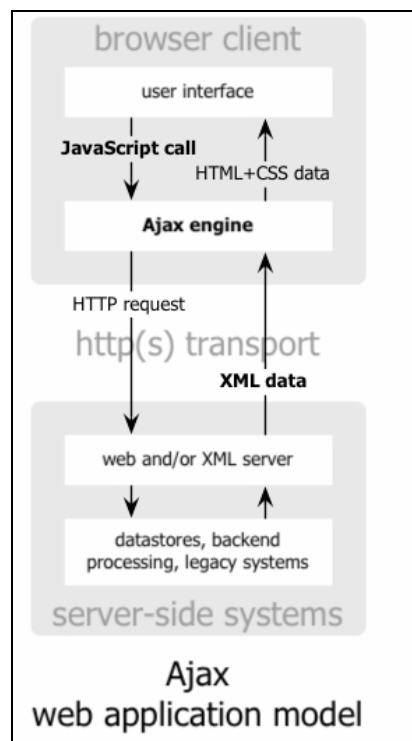 browser client
user interface
JavaScript call
HTML+CSS data
Ajax engine
HTTP request
http(s) transport
XML data
web and/or XML server
datastores, backend
processing, legacy systems
server-side systems
Ajax
web application model